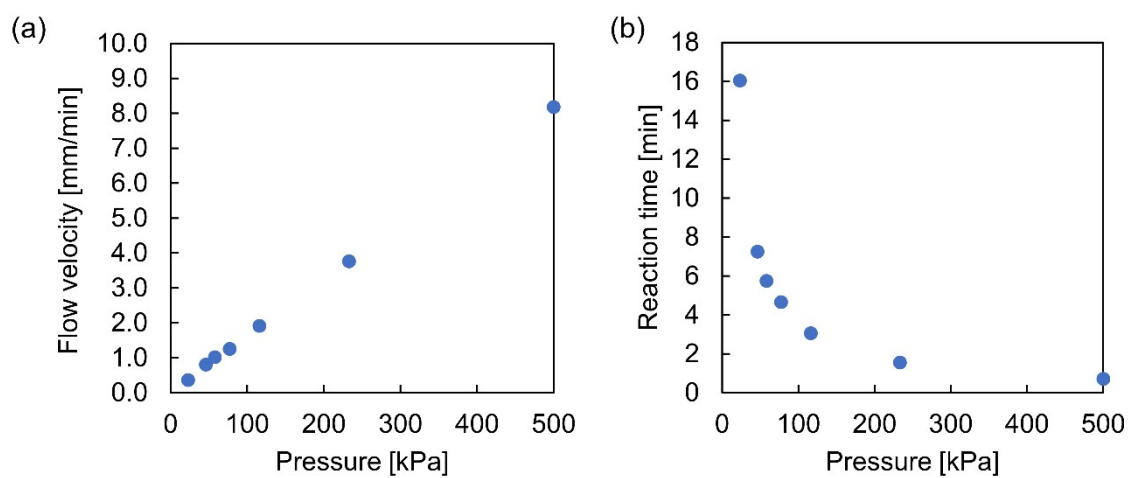 (a)
Flow velocity [mm/min]
10.0
9.0
8.0
7.0
6.0
5.0
4.0
3.0
2.0
1.0
0.0
0 100 200 300 400 500
Pressure [kPa]
(b)
Reaction time [min]
18
16
14
12
10
8
6
4
2
0
0 100 200 300 400 500
Pressure [kPa]